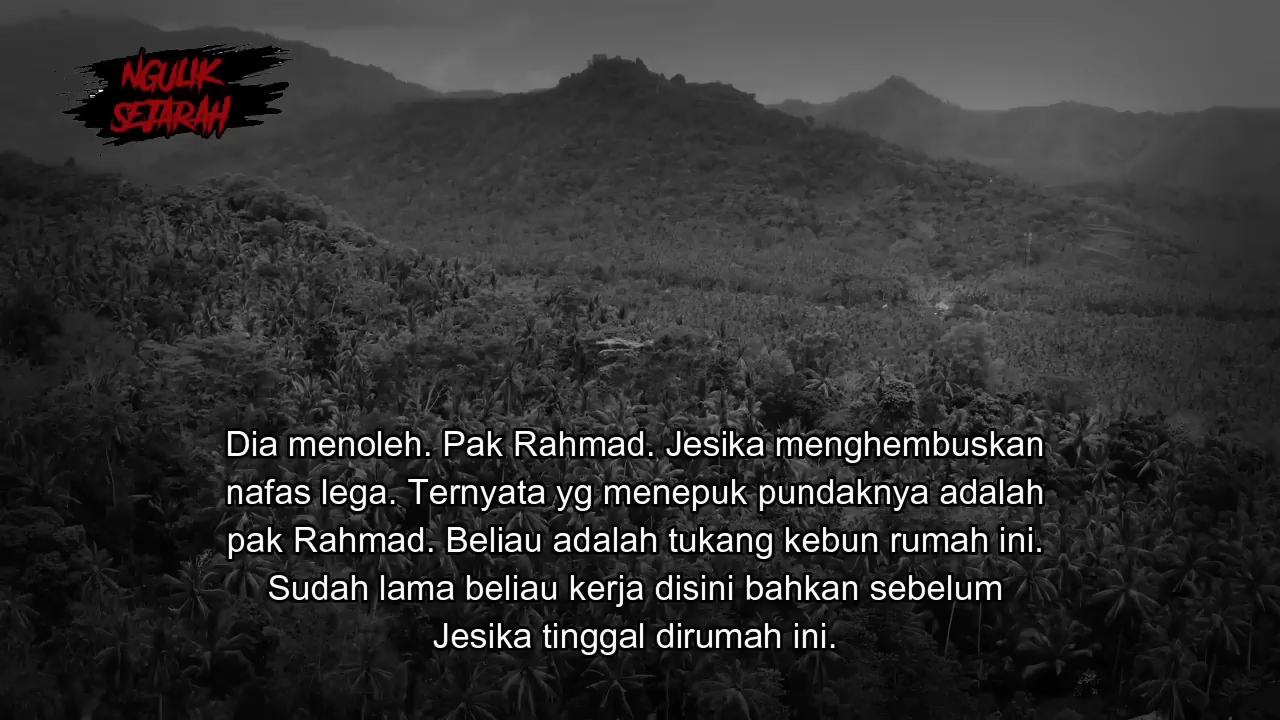 NGULIK
SEJARAH
Dia menoleh. Pak Rahmad. Jesika menghembuskan
nafas lega. Ternyata yg menepuk pundaknya adalah
pak Rahmad. Beliau adalah tukang kebun rumah ini.
Sudah lama beliau kerja disini bahkan sebelum
Jesika tinggal dirumah ini.